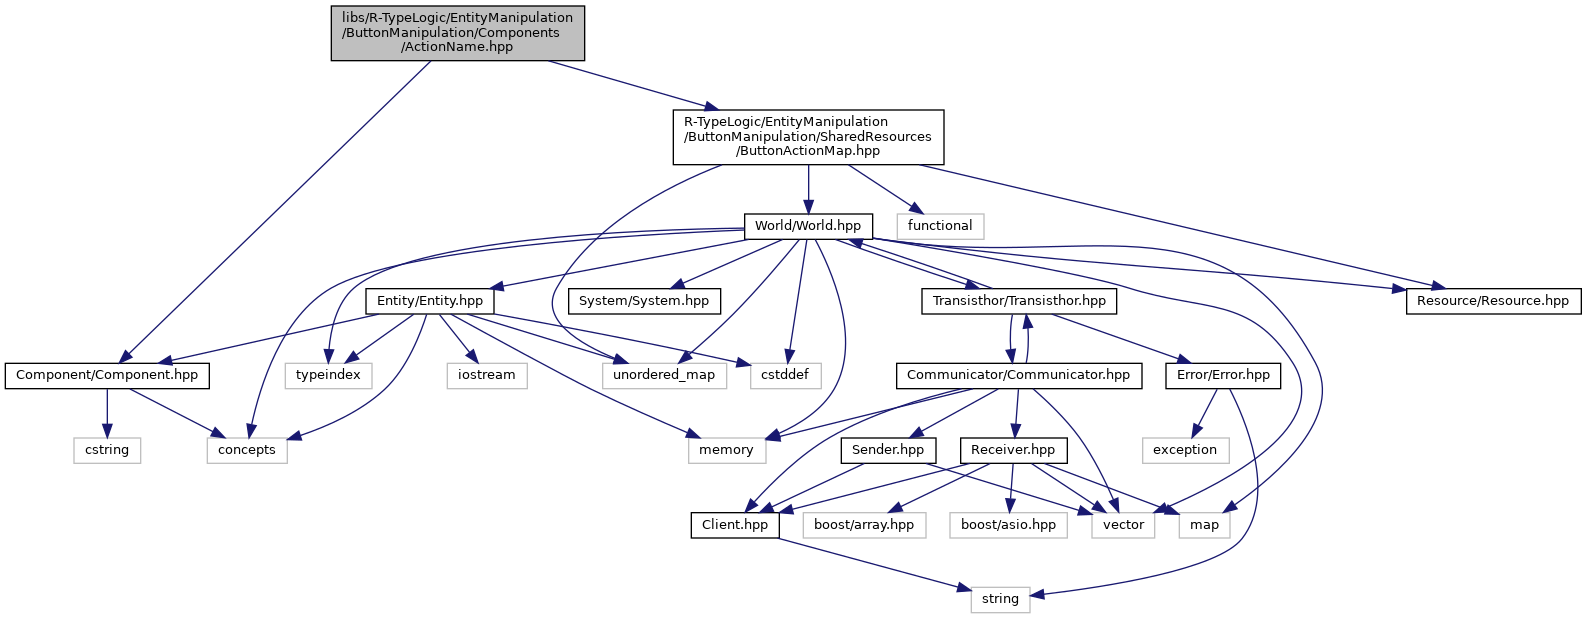 libs/R-TypeLogic/EntityManipulation
/ButtonManipulation/Components
/ActionName.hpp
R-TypeLogic/EntityManipulation
/ButtonManipulation/SharedResources
/ButtonActionMap.hpp
World/World.hpp
functional
Entity/Entity.hpp
System/System.hpp
Transisthor/Transisthor.hpp
Resource/Resource.hpp
Component/Component.hpp
typeindex
iostream
unordered_map
cstddef
Communicator/Communicator.hpp
Error/Error.hpp
cstring
concepts
memory
Sender.hpp
Receiver.hpp
exception
Client.hpp
boost/array.hpp
boost/asio.hpp
vector
map
string